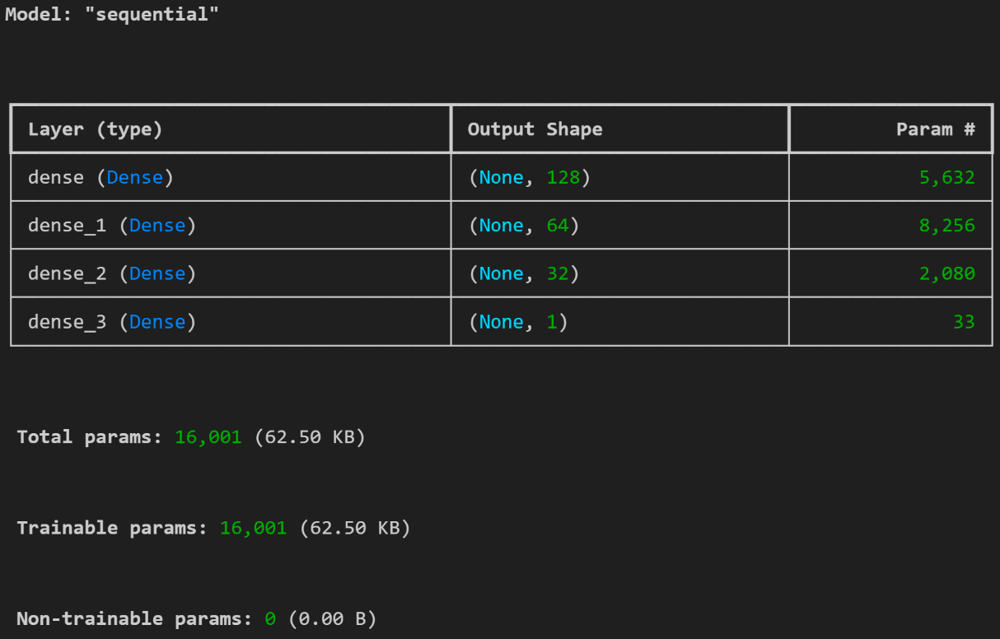 Model: "sequential"
Layer (type) Output Shape Param #
dense (Dense) (None, 128) 5,632
dense_1 (Dense) (None, 64) 8,256
dense_2 (Dense) (None, 32) 2,080
dense_3 (Dense) (None, 1) 33
Total params: 16,001 (62.50 KB)
Trainable params: 16,001 (62.50 KB)
Non-trainable params: 0 (0.00 B)